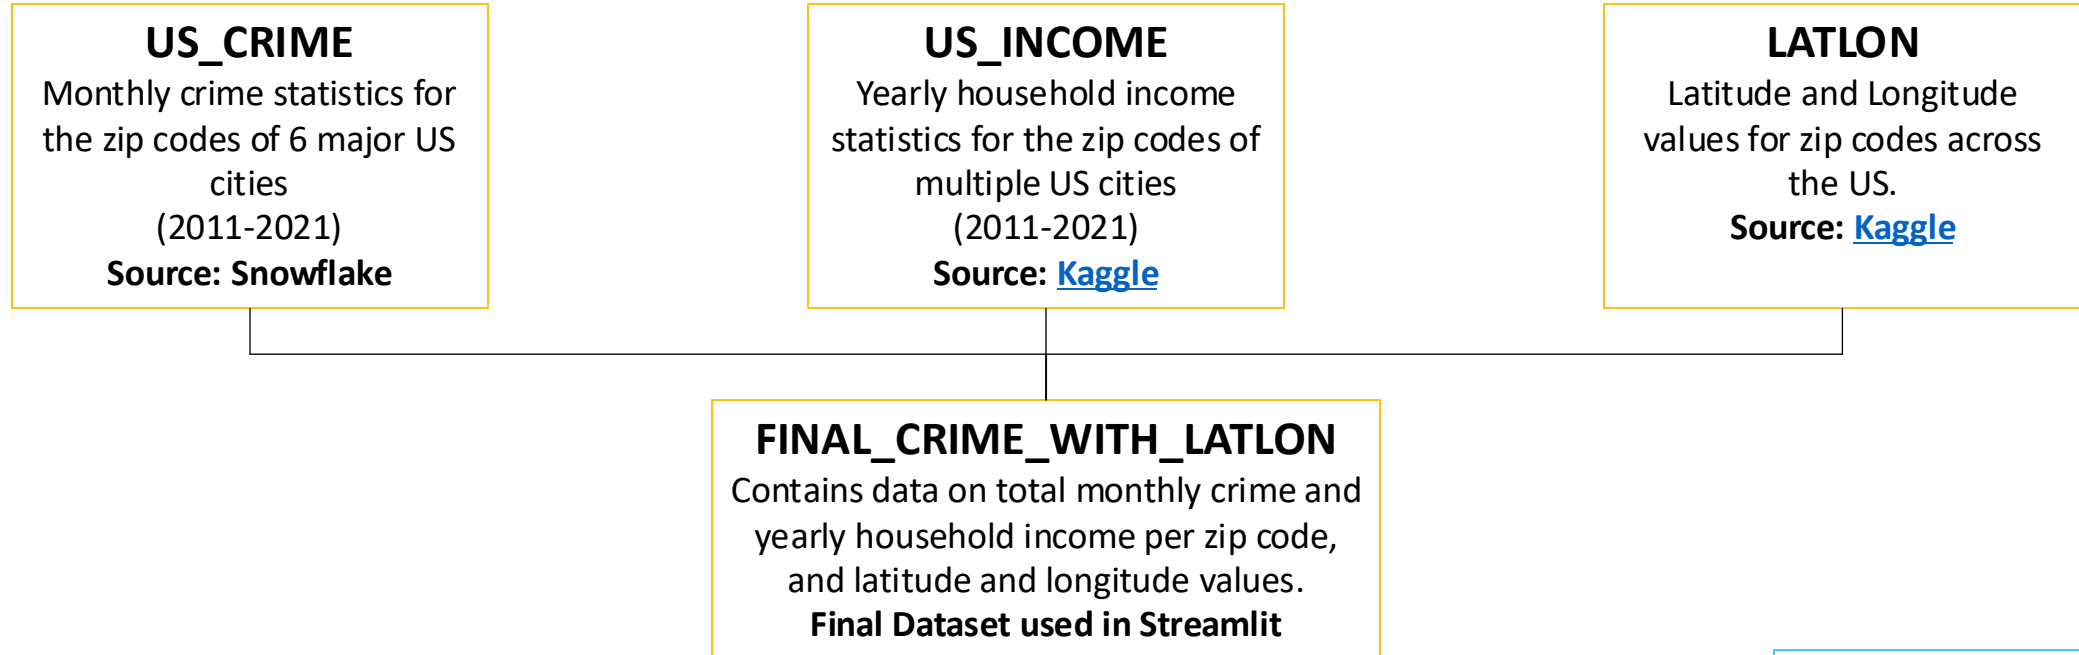 US_CRIME
Monthly crime statistics for
the zip codes of 6 major US
cities
(2011-2021)
Source: Snowflake
US_INCOME
Yearly household income
statistics for the zip codes of
multiple US cities
(2011-2021)
Source: Kaggle
LATLON
Latitude and Longitude
values for zip codes across
the US.
Source: Kaggle
FINAL_CRIME_WITH_LATLON
Contains data on total monthly crime and
yearly household income per zip code,
and latitude and longitude values.
Final Dataset used in Streamlit